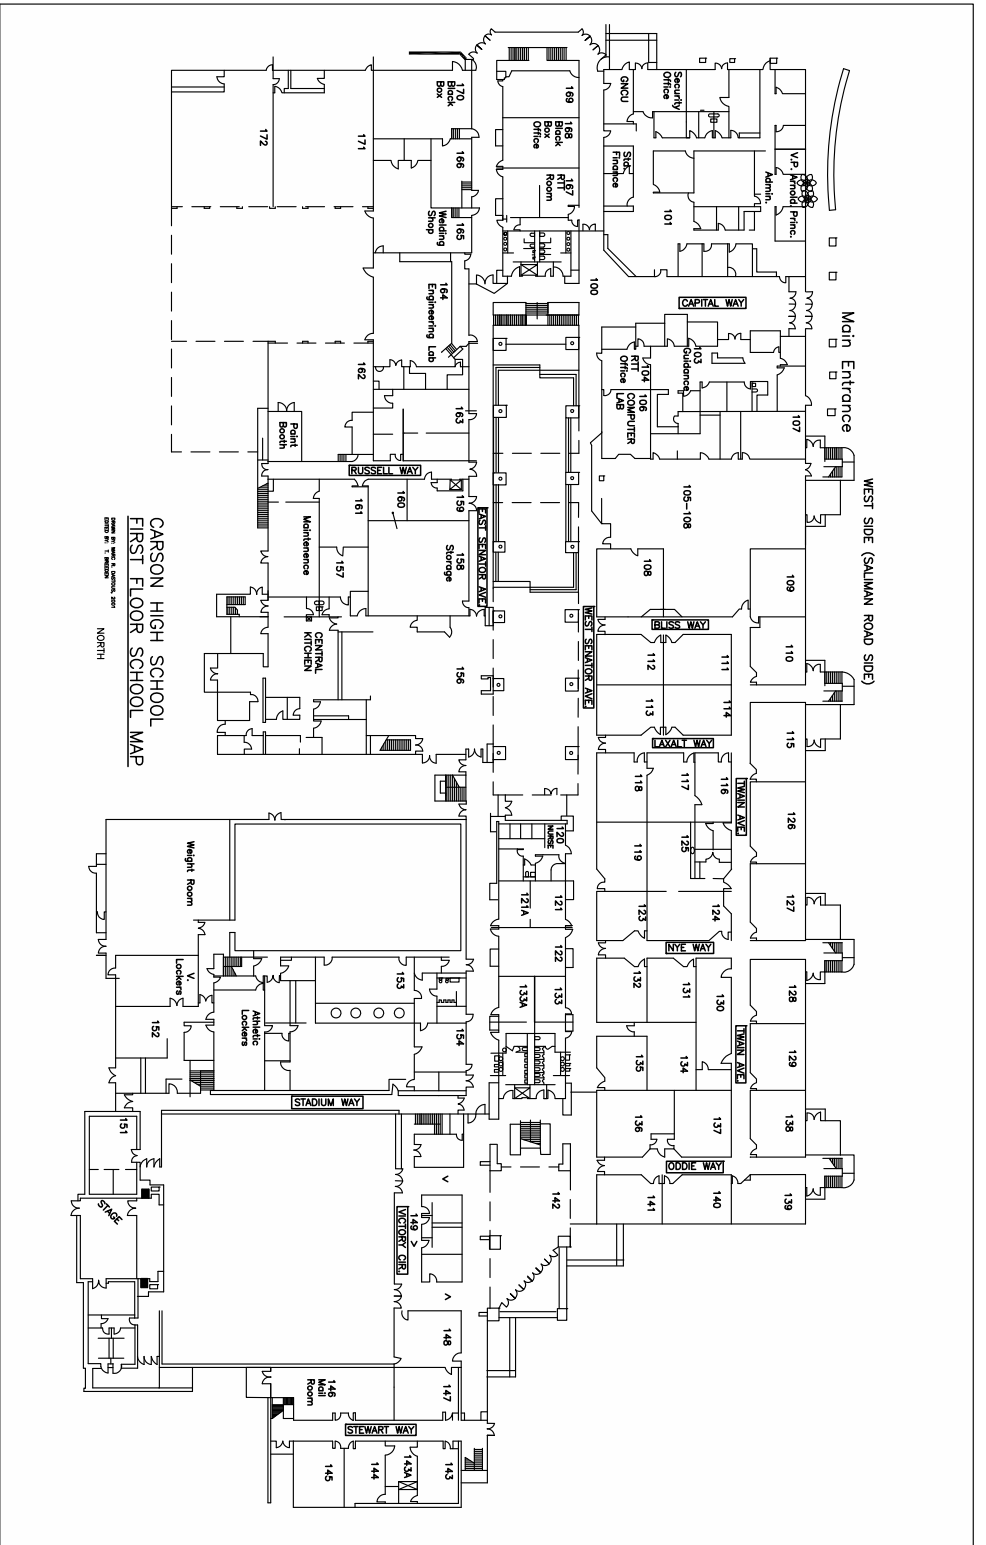 WEST SIDE (SALIMAN ROAD SIDE)
Main Entrance
V.P. Arnold Princ.
Admin.
Security
Office
GNCU
Std.
Finance
101
100
CAPITAL WAY
103
Guidance
104
RTT
Office
106
COMPUTER
LAB
107
105-108
108
109
110
BLISS WAY
111
112
113
114
LAXALT WAY
115
116
117
118
119
TWAIN AVE.
125
126
127
123
124
NYE WAY
128
129
130
131
132
TWAIN AVE.
134
135
136
137
138
ODDIE WAY
139
140
141
WEST SENATOR AVE.
169
168
Black
Box
Office
167
RTT
Room
120
NURSE
121
121A
122
133
133A
142
EAST SENATOR AVE.
170
Black
Box
166
165
Welding
Shop
164
Engineering Lab
171
172
162
163
Paint
Booth
RUSSELL WAY
159
160
161
158
Storage
157
Maintenence
CENTRAL
KITCHEN
156
Weight Room
V.
Lockers
152
Athletic
Lockers
153
154
STADIUM WAY
151
STAGE
149 >
VICTORY CIR.
<
<
148
147
146
Mail
Room
STEWART WAY
143
143A
144
145
CARSON HIGH SCHOOL
FIRST FLOOR SCHOOL MAP
NORTH